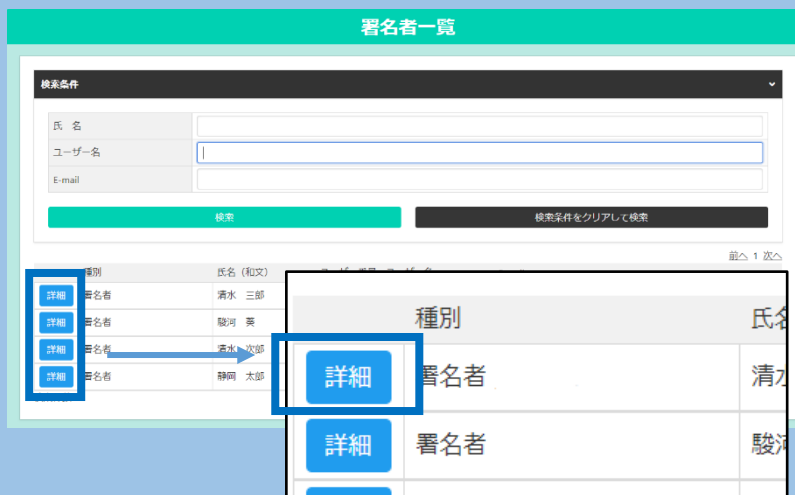 署名者一覧
検索条件
氏 名
ユーザー名
E-mail
検索 検索条件をクリアして検索
前へ 1 次へ
種別 氏名（和文）
詳細 署名者 清水 三郎
詳細 署名者 駿河 葵
詳細 署名者 清水 次郎
詳細 署名者 静岡 太郎
種別 氏名
詳細 署名者 清水
詳細 署名者 駿河